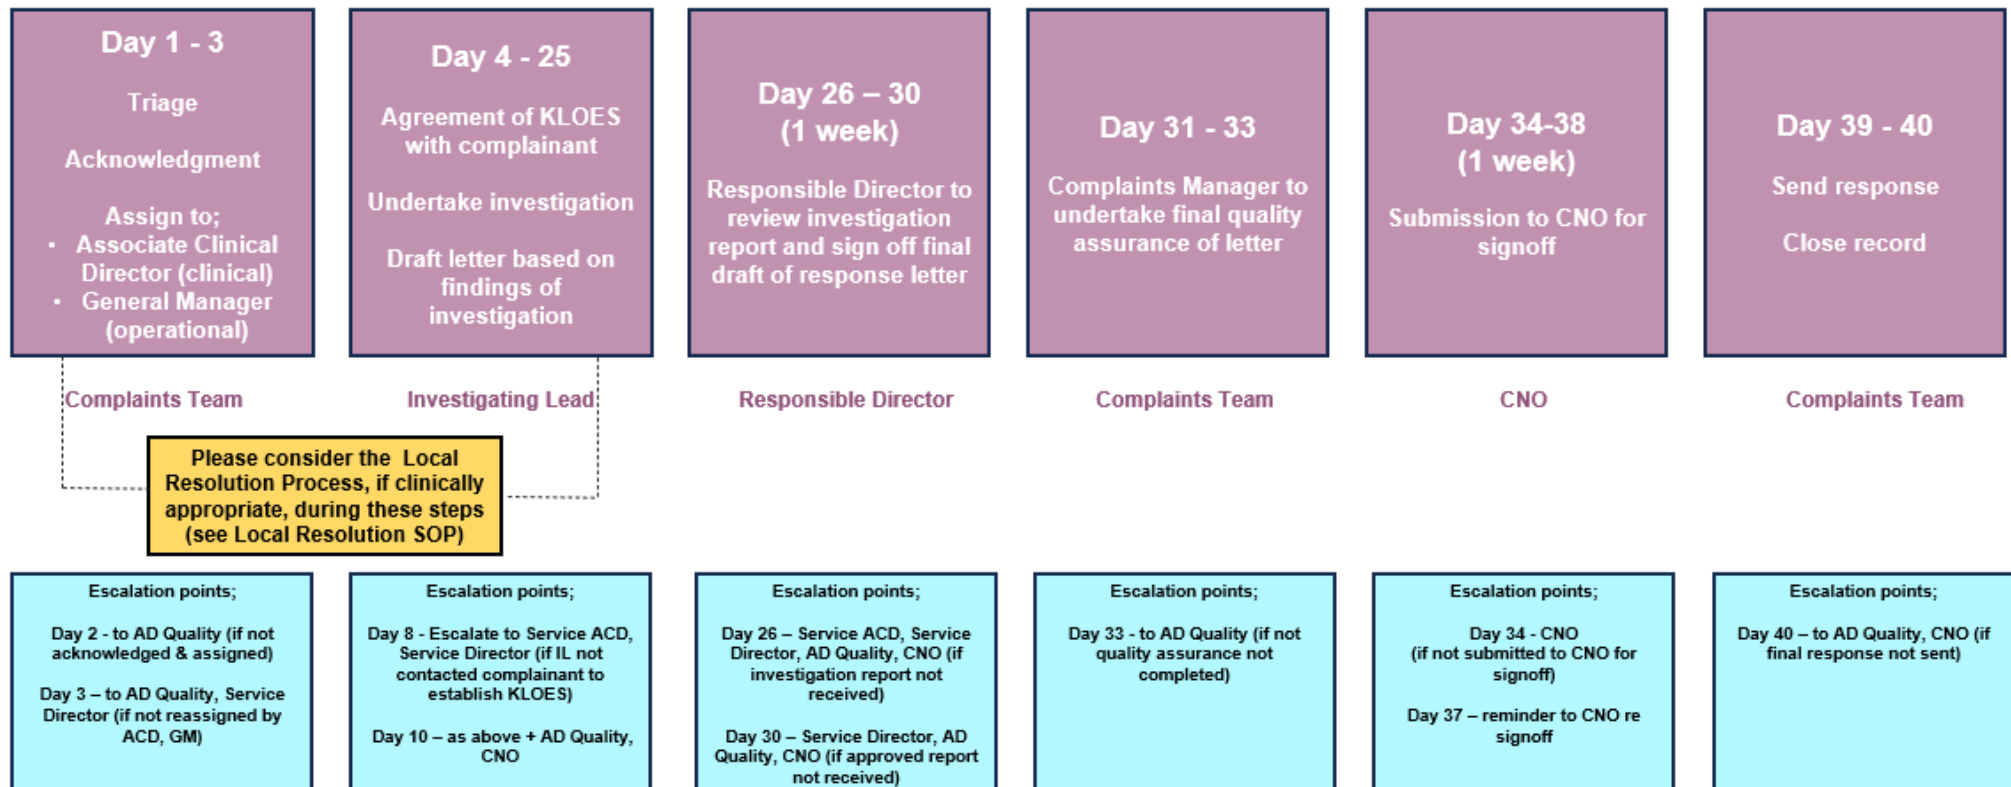 Day 1 - 3
Triage
Acknowledgment
Assign to;
• Associate Clinical
Director (clinical)
• General Manager
(operational)
Day 4 - 25
Agreement of KLOES
with complainant
Undertake investigation
Draft letter based on
findings of
investigation
Day 26 – 30
(1 week)
Responsible Director to
review investigation
report and sign off final
draft of response letter
Day 31 - 33
Complaints Manager to
undertake final quality
assurance of letter
Day 34-38
(1 week)
Submission to CNO for
signoff
Day 39 - 40
Send response
Close record
Complaints Team
Investigating Lead
Responsible Director
Complaints Team
CNO
Complaints Team
Please consider the Local
Resolution Process, if clinically
appropriate, during these steps
(see Local Resolution SOP)
Escalation points;
Day 2 - to AD Quality (if not
acknowledged & assigned)
Day 3 – to AD Quality, Service
Director (if not reassigned by
ACD, GM)
Escalation points;
Day 8 - Escalate to Service ACD,
Service Director (if IL not
contacted complainant to
establish KLOES)
Day 10 – as above + AD Quality,
CNO
Escalation points;
Day 26 – Service ACD, Service
Director, AD Quality, CNO (if
investigation report not
received)
Day 30 – Service Director, AD
Quality, CNO (if approved report
not received)
Escalation points;
Day 33 - to AD Quality (if not
quality assurance not
completed)
Escalation points;
Day 34 - CNO
(if not submitted to CNO for
signoff)
Day 37 – reminder to CNO re
signoff
Escalation points;
Day 40 – to AD Quality, CNO (if
final response not sent)